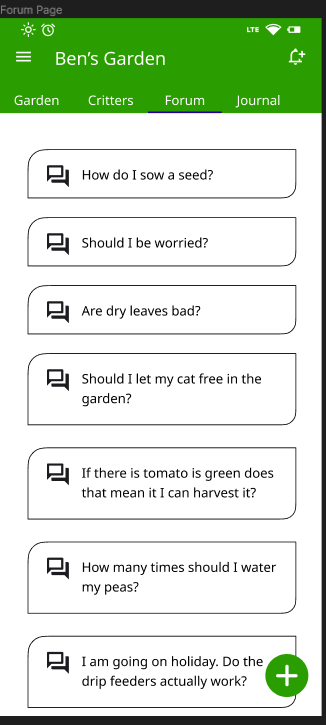 Forum Page
LTE
Ben's Garden
Garden Critters Forum Journal
How do I sow a seed?
Should I be worried?
Are dry leaves bad?
Should I let my cat free in the
garden?
If there is tomato is green does
that mean it I can harvest it?
How many times should I water
my peas?
I am going on holiday. Do the
drip feeders actually work?